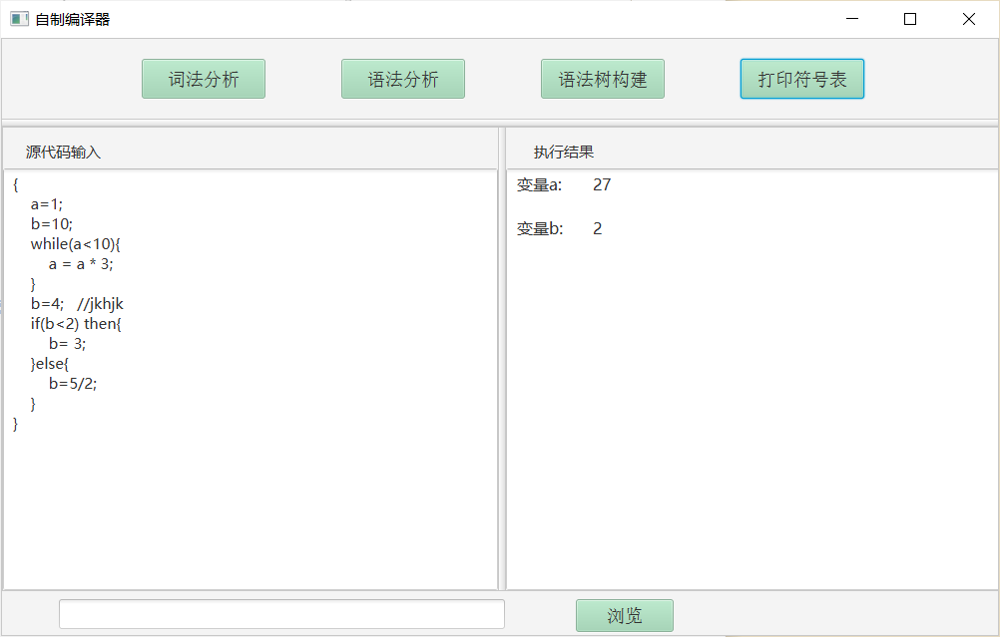 自制编译器
词法分析 语法分析 语法树构建 打印符号表
源代码输入
{
a=1;
b=10;
while(a<10){
a = a * 3;
}
b=4; //jkhjk
if(b<2) then{
b= 3;
}else{
b=5/2;
}
}
执行结果
变量a: 27
变量b: 2
浏览